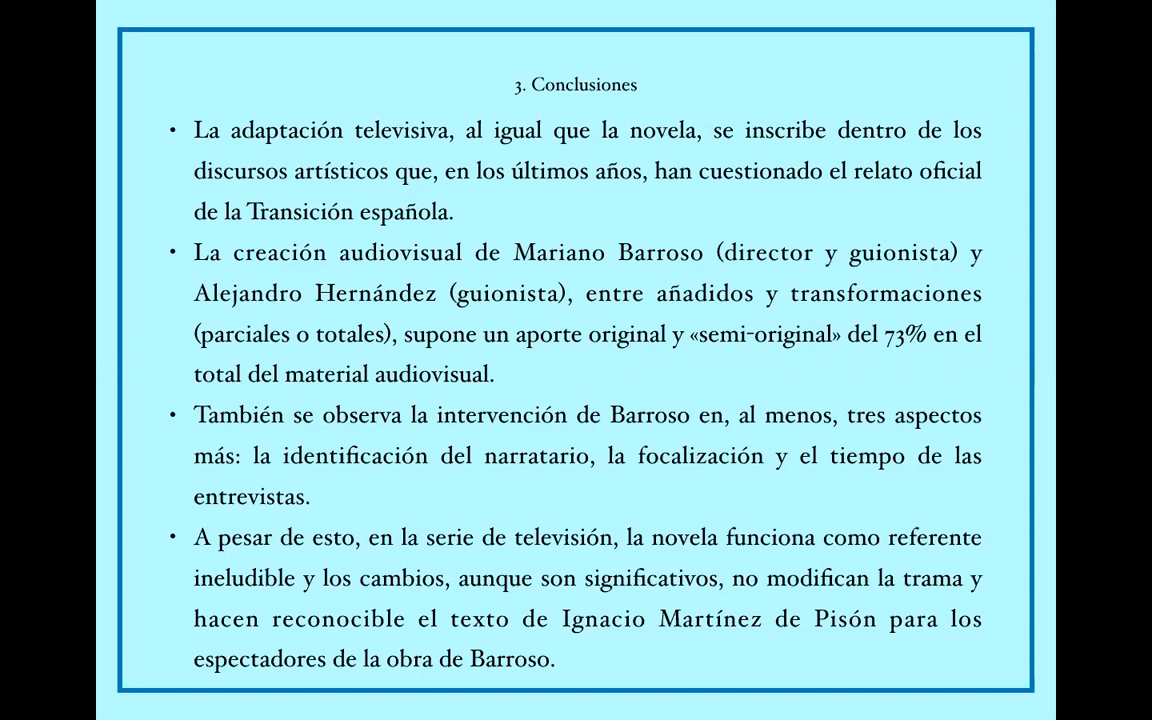 3. Conclusiones
• La adaptación televisiva, al igual que la novela, se inscribe dentro de los
discursos artísticos que, en los últimos años, han cuestionado el relato oficial
de la Transición española.
• La creación audiovisual de Mariano Barroso (director y guionista) y
Alejandro Hernández (guionista), entre añadidos y transformaciones
(parciales o totales), supone un aporte original y «semi-original» del 73% en el
total del material audiovisual.
• También se observa la intervención de Barroso en, al menos, tres aspectos
más: la identificación del narratario, la focalización y el tiempo de las
entrevistas.
• A pesar de esto, en la serie de televisión, la novela funciona como referente
ineludible y los cambios, aunque son significativos, no modifican la trama y
hacen reconocible el texto de Ignacio Martínez de Pisón para los
espectadores de la obra de Barroso.